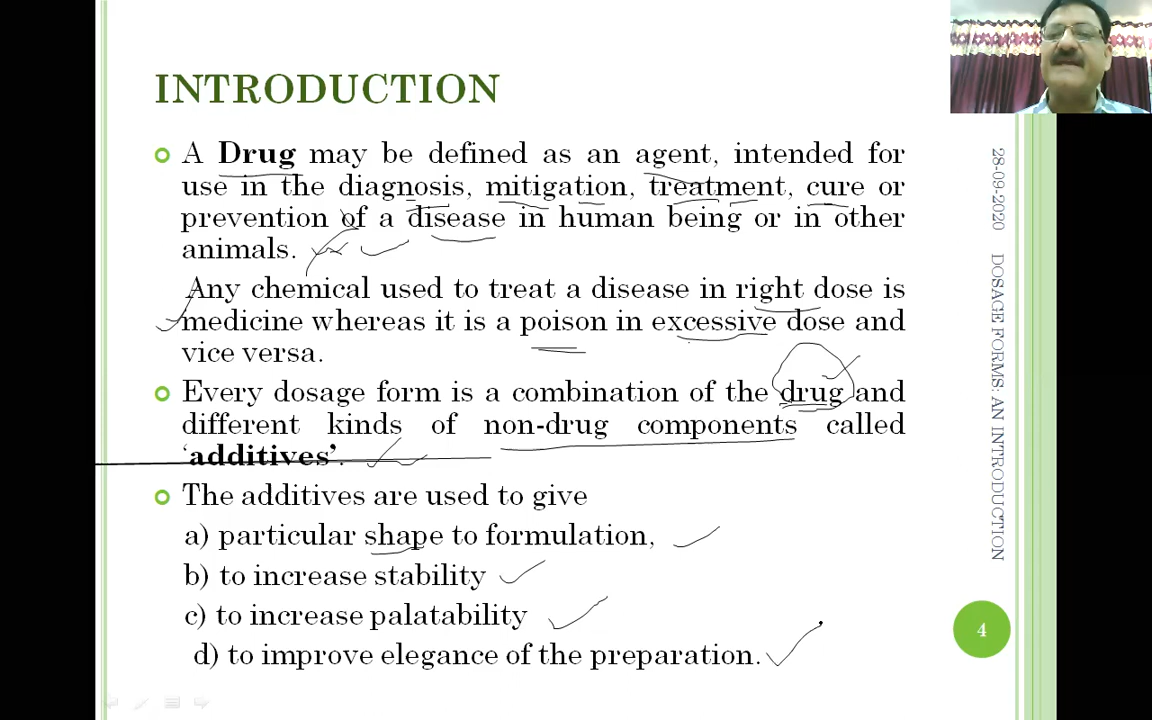 INTRODUCTION
A Drug may be defined as an agent, intended for
use in the diagnosis, mitigation, treatment, cure or
prevention of a disease in human being or in other
animals.
Any chemical used to treat a disease in right dose is
medicine whereas it is a poison in excessive dose and
vice versa.
Every dosage form is a combination of the drug and
different kinds of non-drug components called
‘additives’.
The additives are used to give
a) particular shape to formulation,
b) to increase stability
c) to increase palatability
d) to improve elegance of the preparation.
28-09-2020
DOSAGE FORMS: AN INTRODUCTION
4